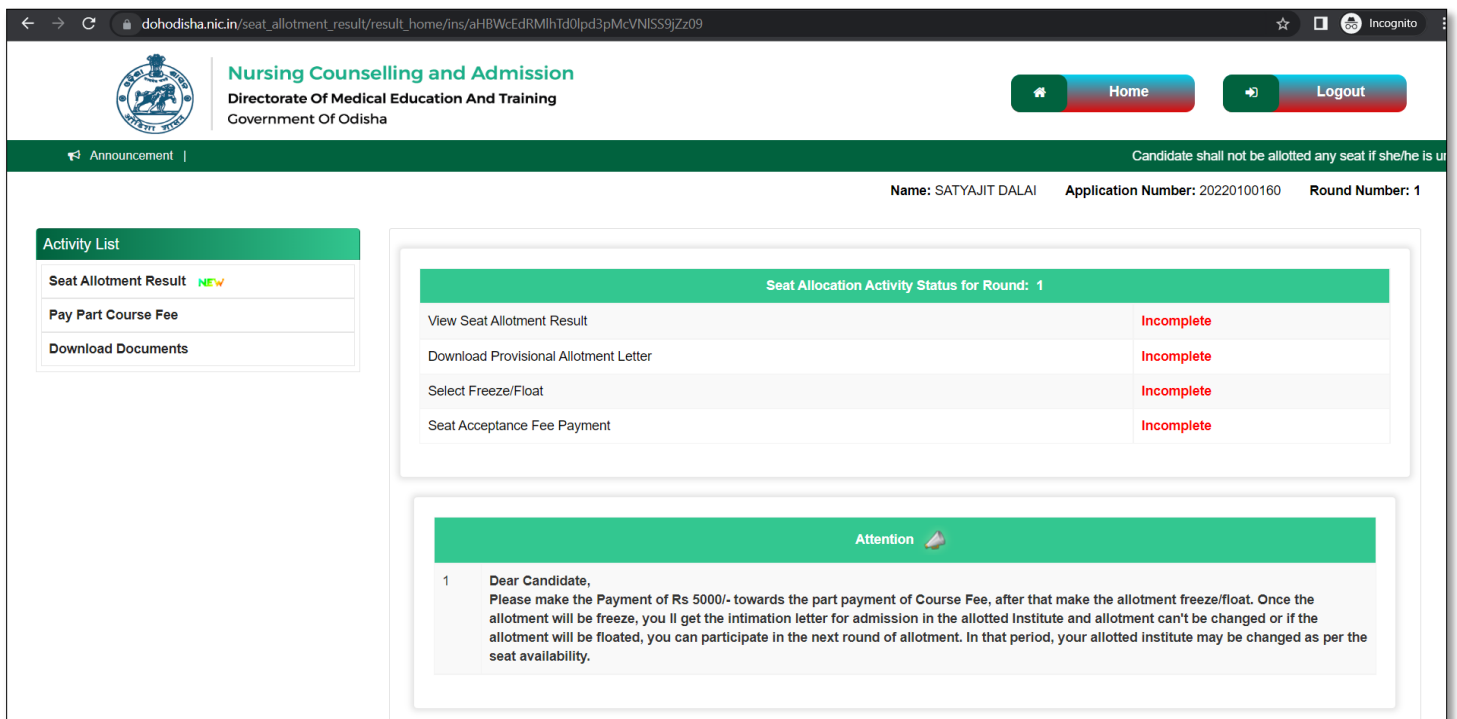 dohodisha.nic.in/seat_allotment_result/result_home/ins/aHBWcEdRMlhTd0lpd3pMcVNlSS9jZz09
Incognito
Nursing Counselling and Admission
Directorate Of Medical Education And Training
Government Of Odisha
Home
Logout
Announcement |
Candidate shall not be allotted any seat if she/he is
Name: SATYAJIT DALAI Application Number: 20220100160 Round Number: 1
Activity List
Seat Allotment Result NEW
Pay Part Course Fee
Download Documents
Seat Allocation Activity Status for Round: 1
View Seat Allotment Result Incomplete
Download Provisional Allotment Letter Incomplete
Select Freeze/Float Incomplete
Seat Acceptance Fee Payment Incomplete
Attention
1 Dear Candidate,
Please make the Payment of Rs 5000/- towards the part payment of Course Fee, after that make the allotment freeze/float. Once the
allotment will be freeze, you ll get the intimation letter for admission in the allotted Institute and allotment can't be changed or if the
allotment will be floated, you can participate in the next round of allotment. In that period, your allotted institute may be changed as per the
seat availability.